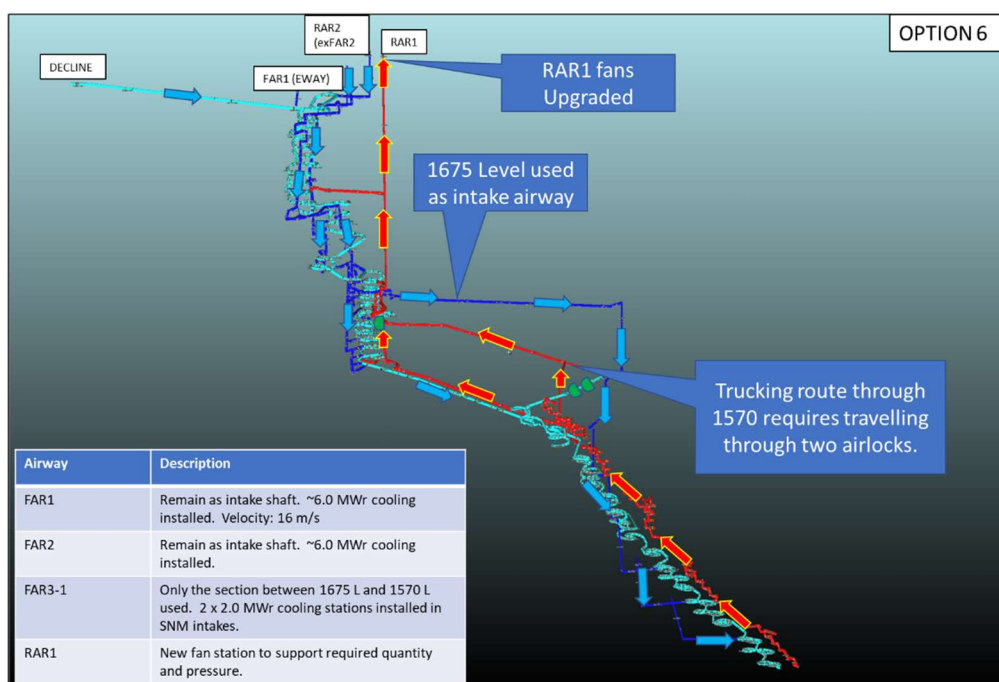 OPTION 6
RAR2
(exFAR2
RAR1
DECLINE
FAR1 (EWAY)
RAR1 fans
Upgraded
1675 Level used
as intake airway
Trucking route through
1570 requires travelling
through two airlocks.
Airway Description
FAR1 Remain as intake shaft. ~6.0 MWr cooling
installed. Velocity: 16 m/s
FAR2 Remain as intake shaft. ~6.0 MWr cooling
installed.
FAR3-1 Only the section between 1675 L and 1570 L
used. 2 x 2.0 MWr cooling stations installed in
SNM intakes.
RAR1 New fan station to support required quantity
and pressure.